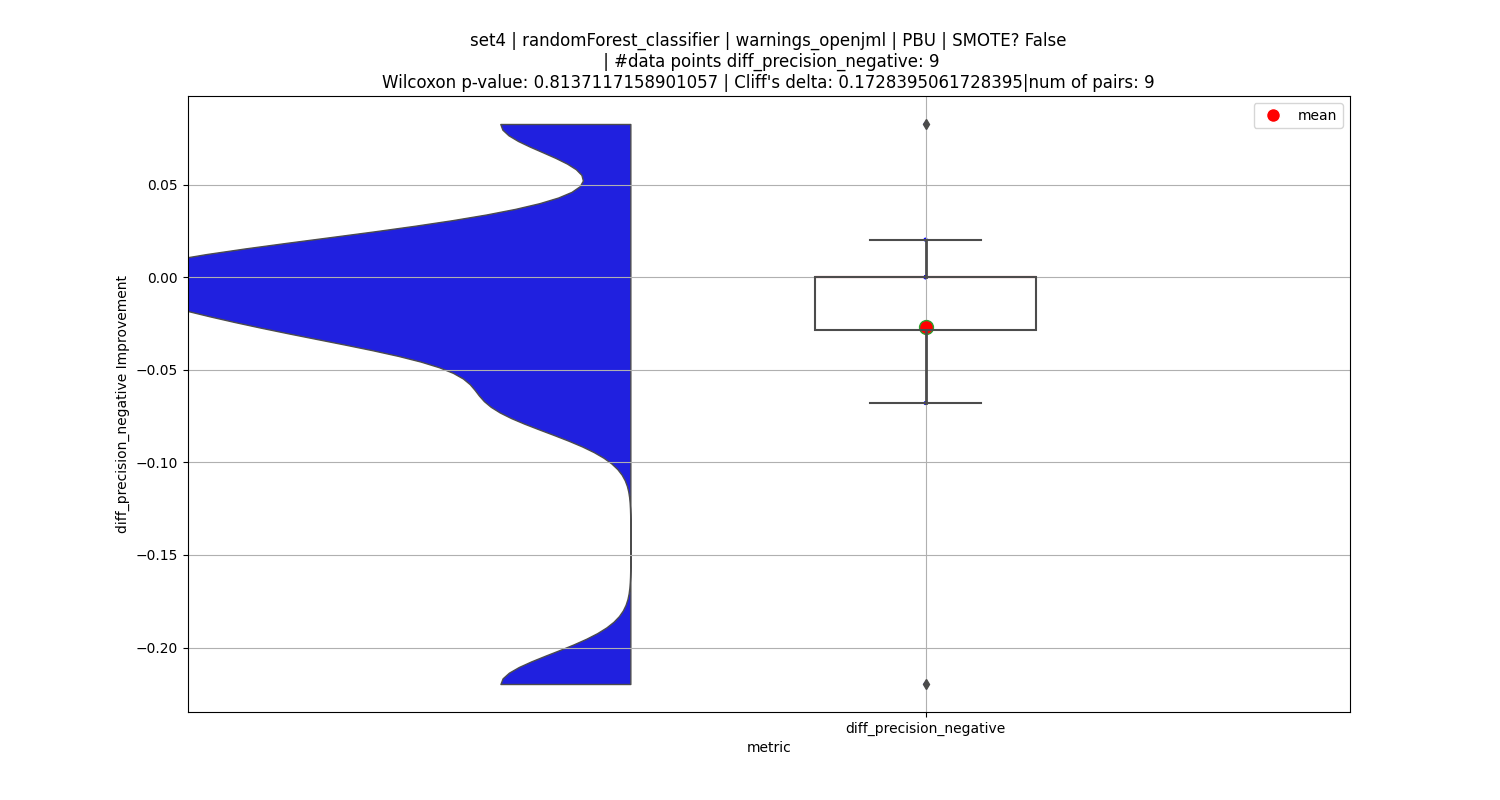 set4 | randomForest_classifier | warnings_openjml | PBU | SMOTE? False
| #data points diff_precision_negative: 9
Wilcoxon p-value: 0.8137117158901057 | Cliff's delta: 0.1728395061728395|num of pairs: 9
mean
0.05
0.00
−0.05
−0.10
−0.15
−0.20
diff_precision_negative Improvement
diff_precision_negative
metric